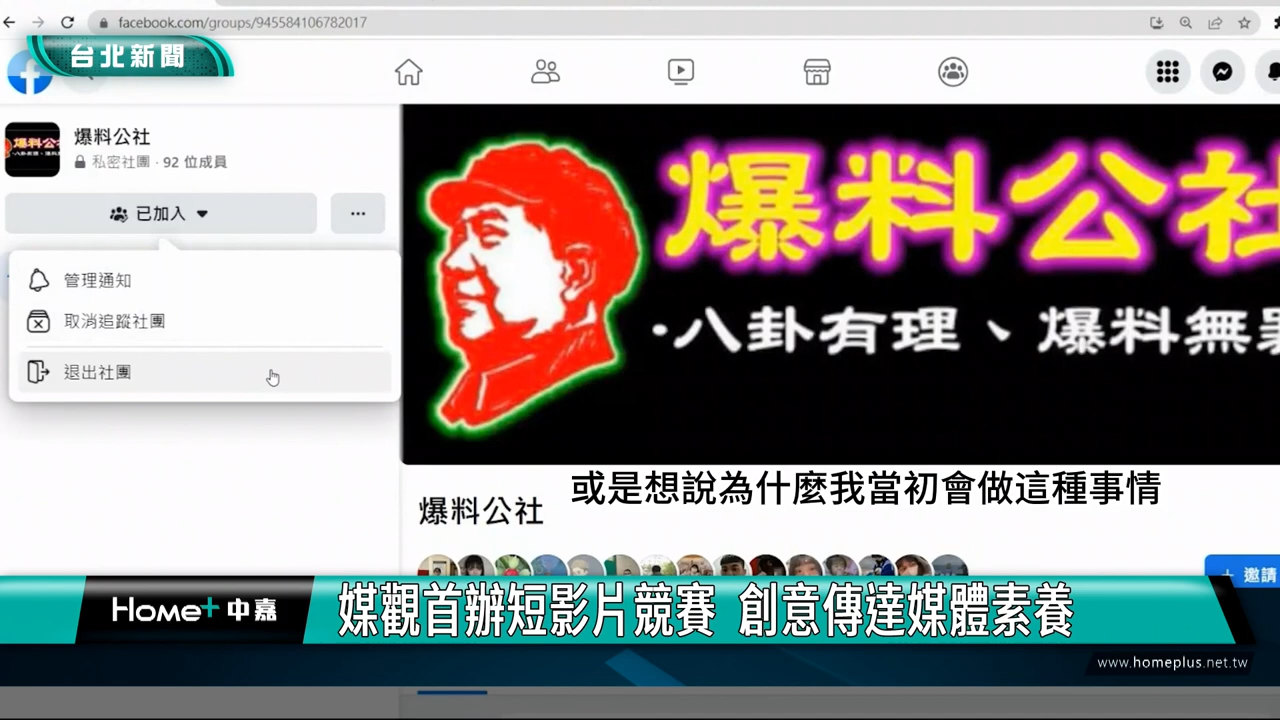 facebook.com/groups/945584106782017
台北新聞
爆料公社
私密社團 · 92 位成員
已加入
管理通知
取消追蹤社團
退出社團
爆料公社
·八卦有理、爆料無罪
或是想說為什麼我當初會做這種事情
爆料公社
+ 邀請
Home+ 中嘉
媒觀首辦短影片競賽 創意傳達媒體素養
www.homeplus.net.tw